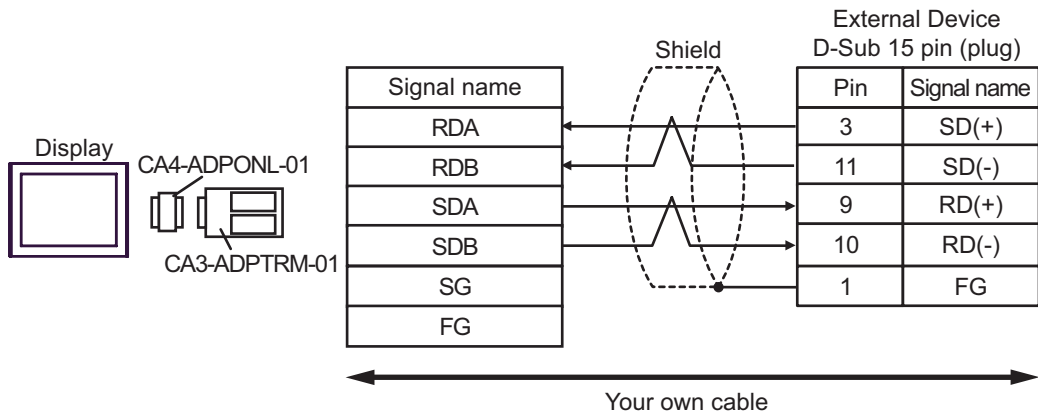 External Device
D-Sub 15 pin (plug)
Shield
Signal name
Pin Signal name
RDA 3 SD(+)
Display
CA4-ADPONL-01
RDB 11 SD(-)
SDA 9 RD(+)
SDB 10 RD(-)
CA3-ADPTRM-01
SG 1 FG
FG
Your own cable